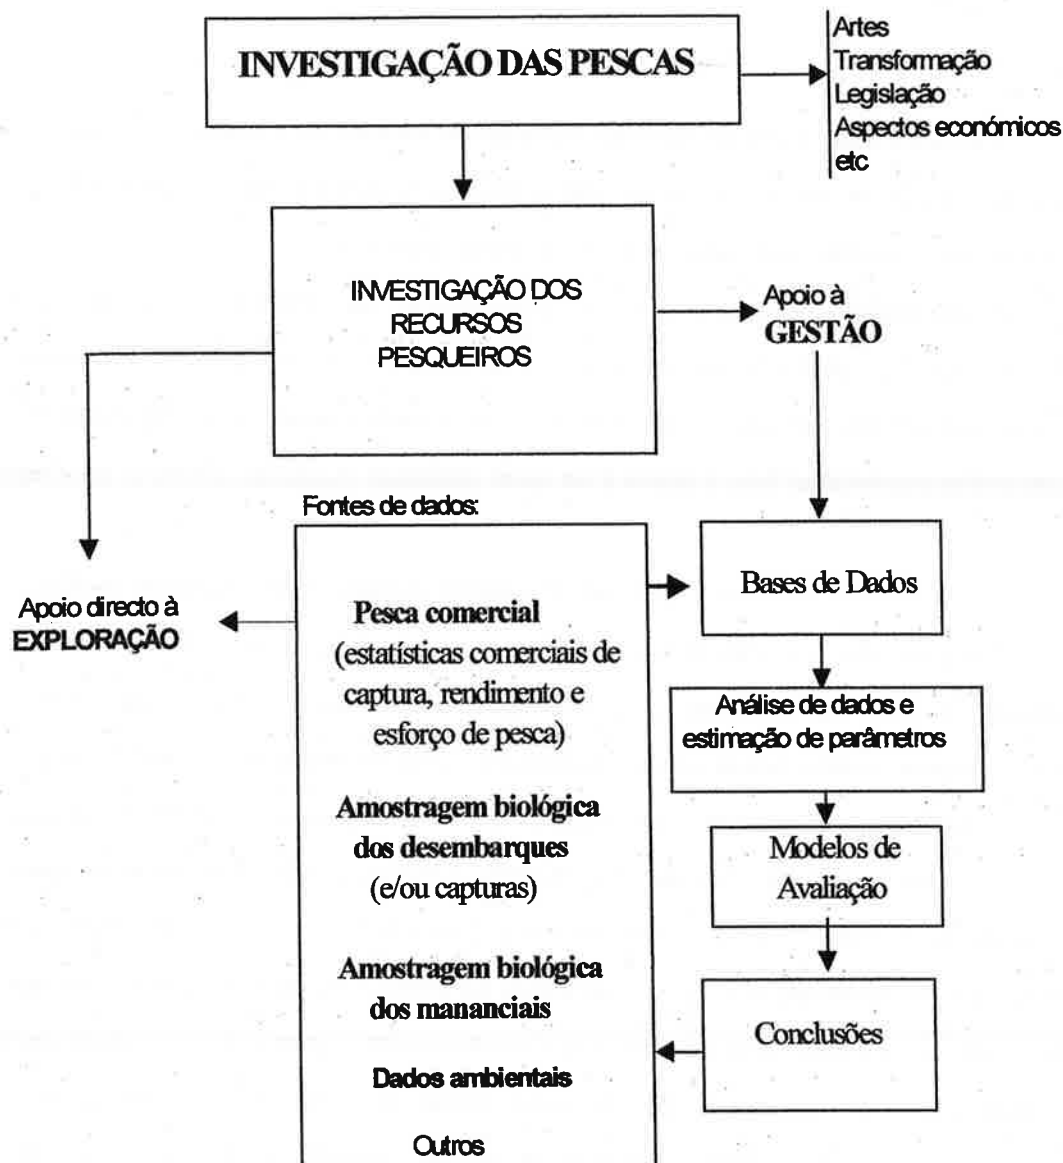 INVESTIGAÇÃO DAS PESCAS
Artes
Transformação
Legislação
Aspectos económicos
etc
INVESTIGAÇÃO DOS
RECURSOS
PESQUEIROS
Apoio à
GESTÃO
Fontes de dados:
Apoio directo à
EXPLORAÇÃO
Pesca comercial
(estatísticas comerciais de
captura, rendimento e
esforço de pesca)
Amostragem biológica
dos desembarques
(e/ou capturas)
Amostragem biológica
dos mananciais
Dados ambientais
Outros
Bases de Dados
Análise de dados e
estimação de parâmetros
Modelos de
Avaliação
Conclusões